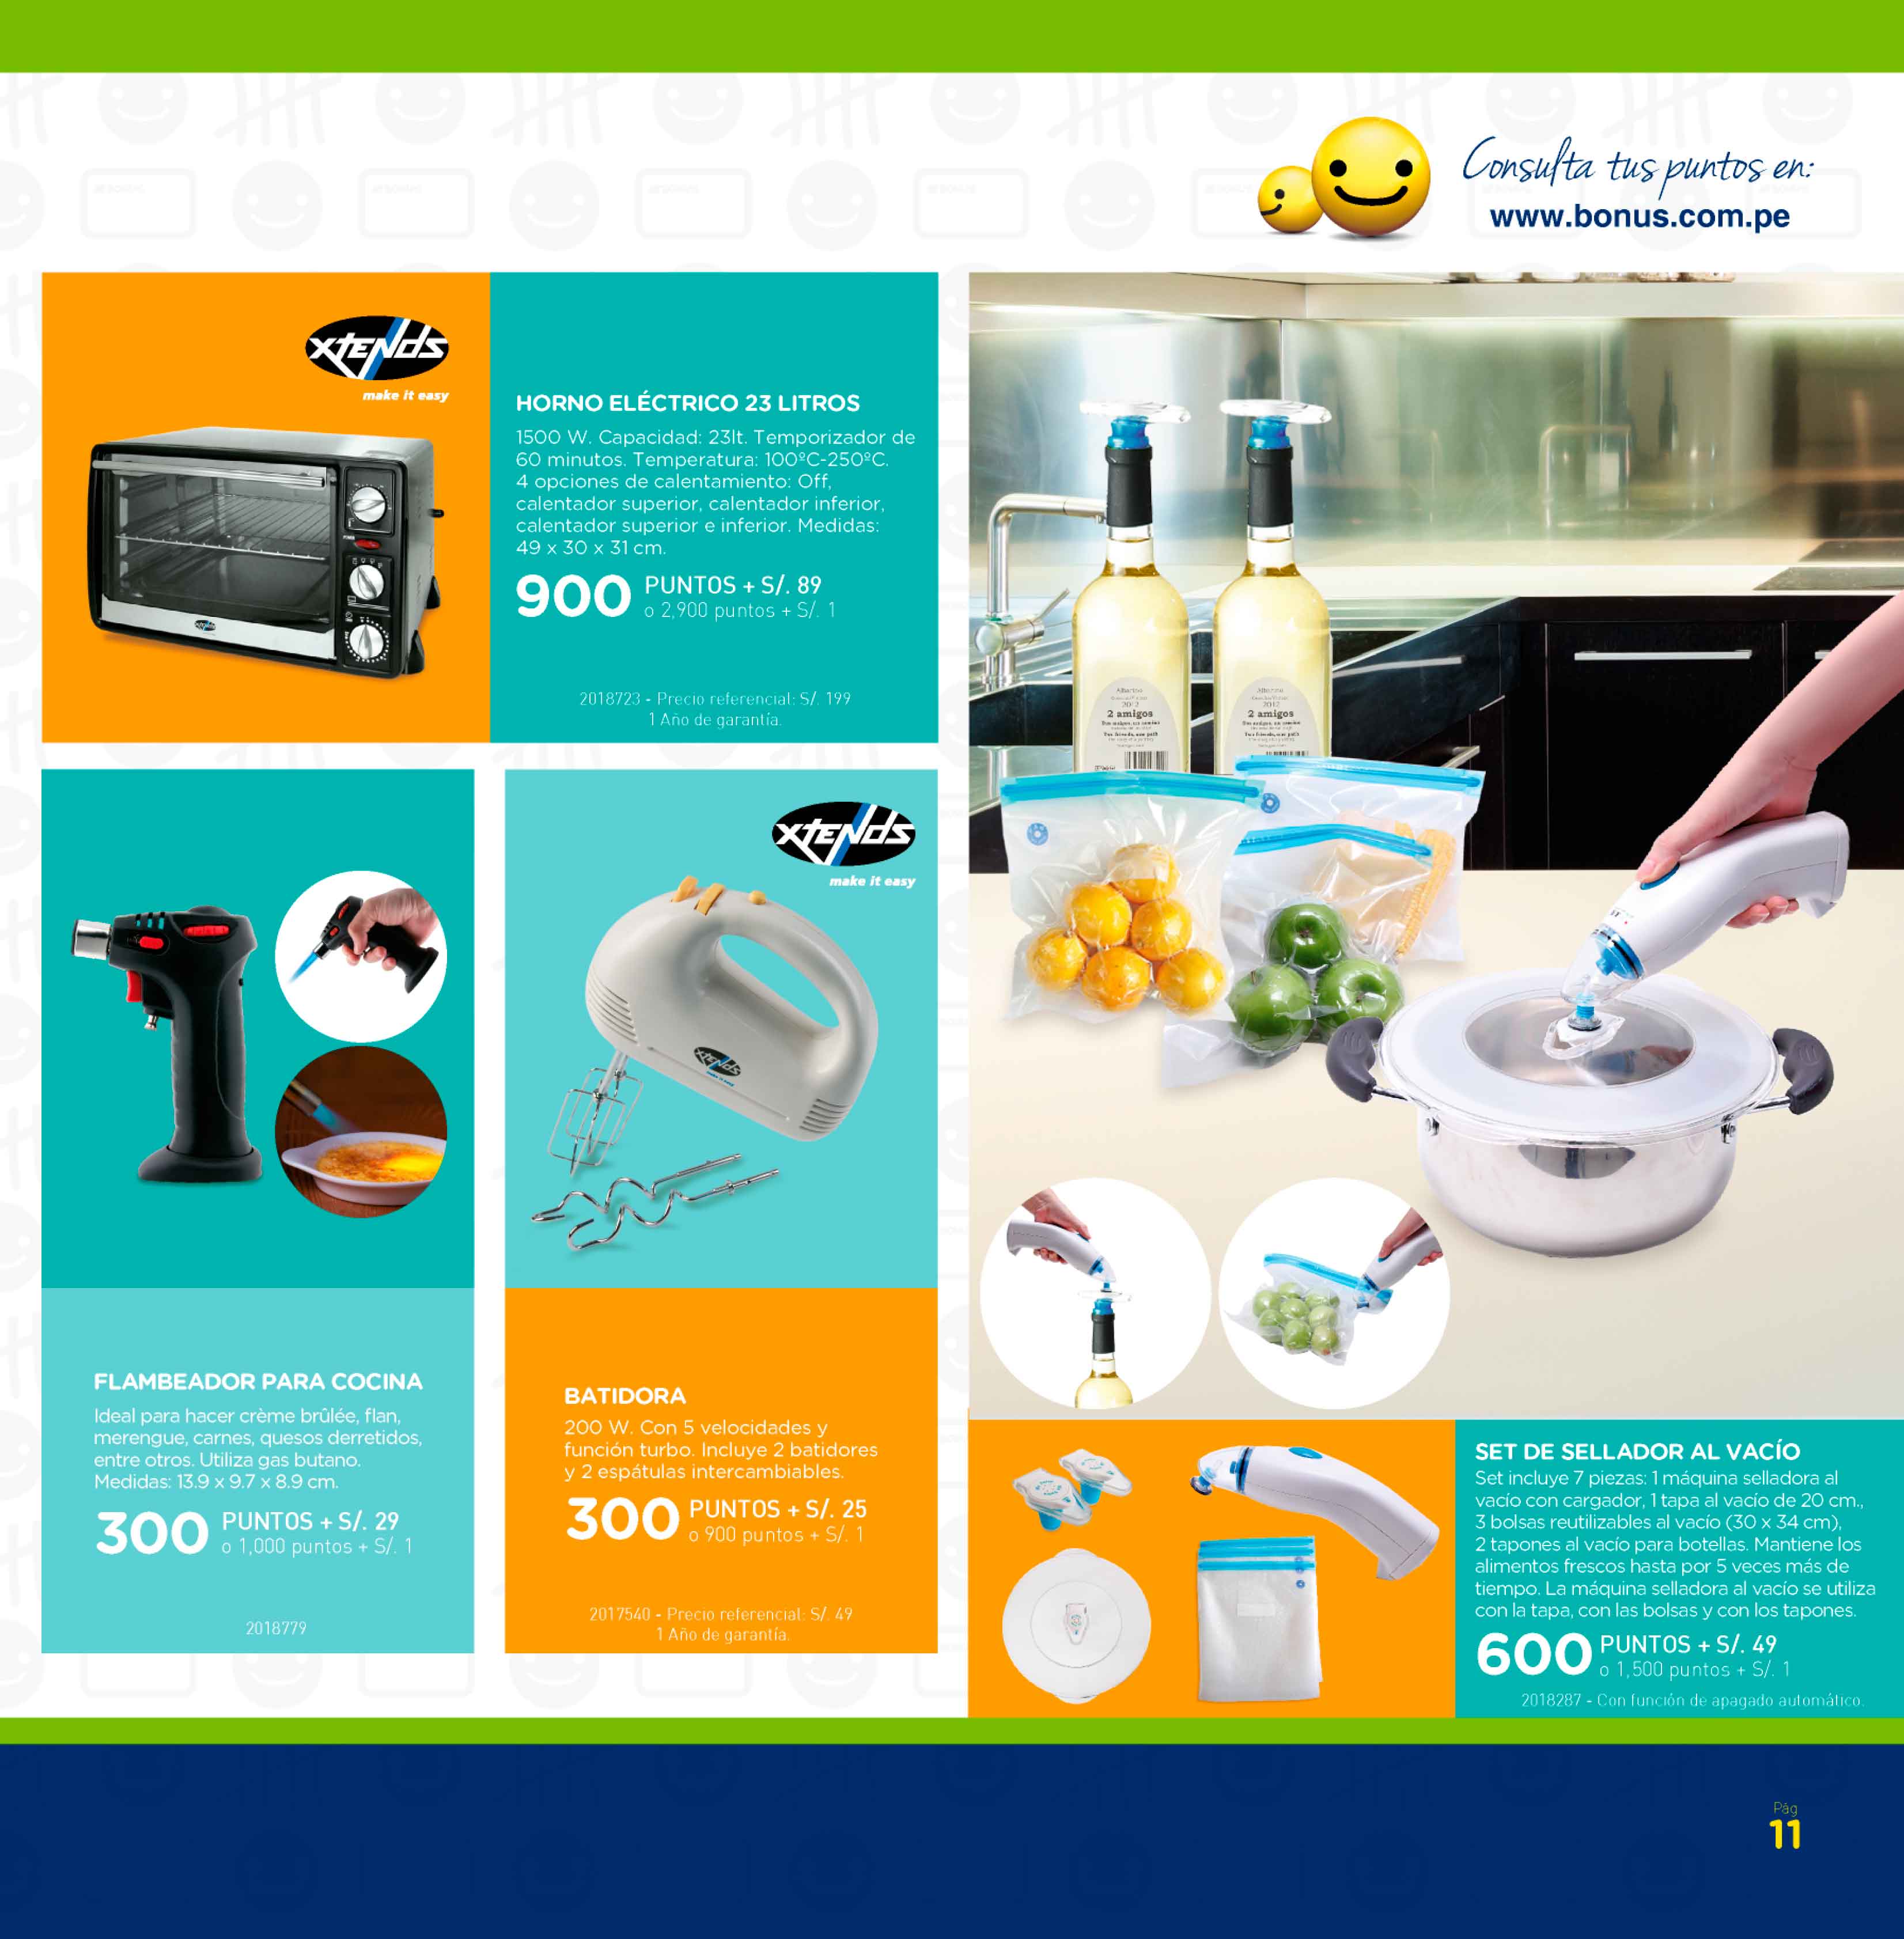 Consulta tus puntos en:
www.bonus.com.pe
xtends
make it easy
HORNO ELÉCTRICO 23 LITROS
1500 W. Capacidad: 23lt. Temporizador de
60 minutos. Temperatura: 100ºC-250ºC.
4 opciones de calentamiento: Off,
calentador superior, calentador inferior,
calentador superior e inferior. Medidas:
49 x 30 x 31 cm.
900 PUNTOS + S/. 89
o 2,900 puntos + S/. 1
2018723 - Precio referencial: S/. 199
1 Año de garantía.
FLAMBEADOR PARA COCINA
Ideal para hacer crème brûlée, flan,
merengue, carnes, quesos derretidos,
entre otros. Utiliza gas butano.
Medidas: 13.9 x 9.7 x 8.9 cm.
300 PUNTOS + S/. 29
o 1,000 puntos + S/. 1
2018779
xtends
make it easy
xtends
BATIDORA
200 W. Con 5 velocidades y
función turbo. Incluye 2 batidores
y 2 espátulas intercambiables.
300 PUNTOS + S/. 25
o 900 puntos + S/. 1
2017540 - Precio referencial: S/. 49
1 Año de garantía.
2012
2 amigos
2012
2 amigos
SET DE SELLADOR AL VACÍO
Set incluye 7 piezas: 1 máquina selladora al
vacío con cargador, 1 tapa al vacío de 20 cm.,
3 bolsas reutilizables al vacío (30 x 34 cm),
2 tapones al vacío para botellas. Mantiene los
alimentos frescos hasta por 5 veces más de
tiempo. La máquina selladora al vacío se utiliza
con la tapa, con las bolsas y con los tapones.
600 PUNTOS + S/. 49
o 1,500 puntos + S/. 1
2018287 - Con función de apagado automático.
Pág
11